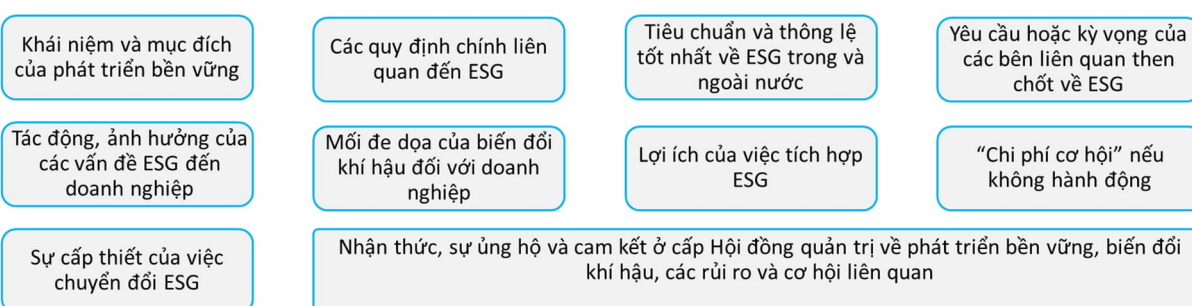 Khái niệm và mục đích
của phát triển bền vững
Các quy định chính liên
quan đến ESG
Tiêu chuẩn và thông lệ
tốt nhất về ESG trong và
ngoài nước
Yêu cầu hoặc kỳ vọng của
các bên liên quan then
chốt về ESG
Tác động, ảnh hưởng của
các vấn đề ESG đến
doanh nghiệp
Mối đe dọa của biến đổi
khí hậu đối với doanh
nghiệp
Lợi ích của việc tích hợp
ESG
“Chi phí cơ hội” nếu
không hành động
Sự cấp thiết của việc
chuyển đổi ESG
Nhận thức, sự ủng hộ và cam kết ở cấp Hội đồng quản trị về phát triển bền vững, biến đổi
khí hậu, các rủi ro và cơ hội liên quan